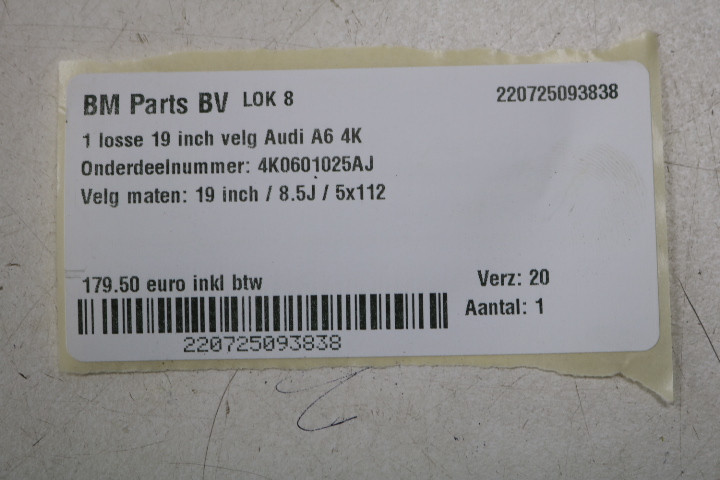 BM Parts BV LOK 8 220725093838
1 losse 19 inch velg Audi A6 4K
Onderdeelnummer: 4K0601025AJ
Velg maten: 19 inch / 8.5J / 5x112
179.50 euro inkl btw Verz: 20
Aantal: 1
220725093838